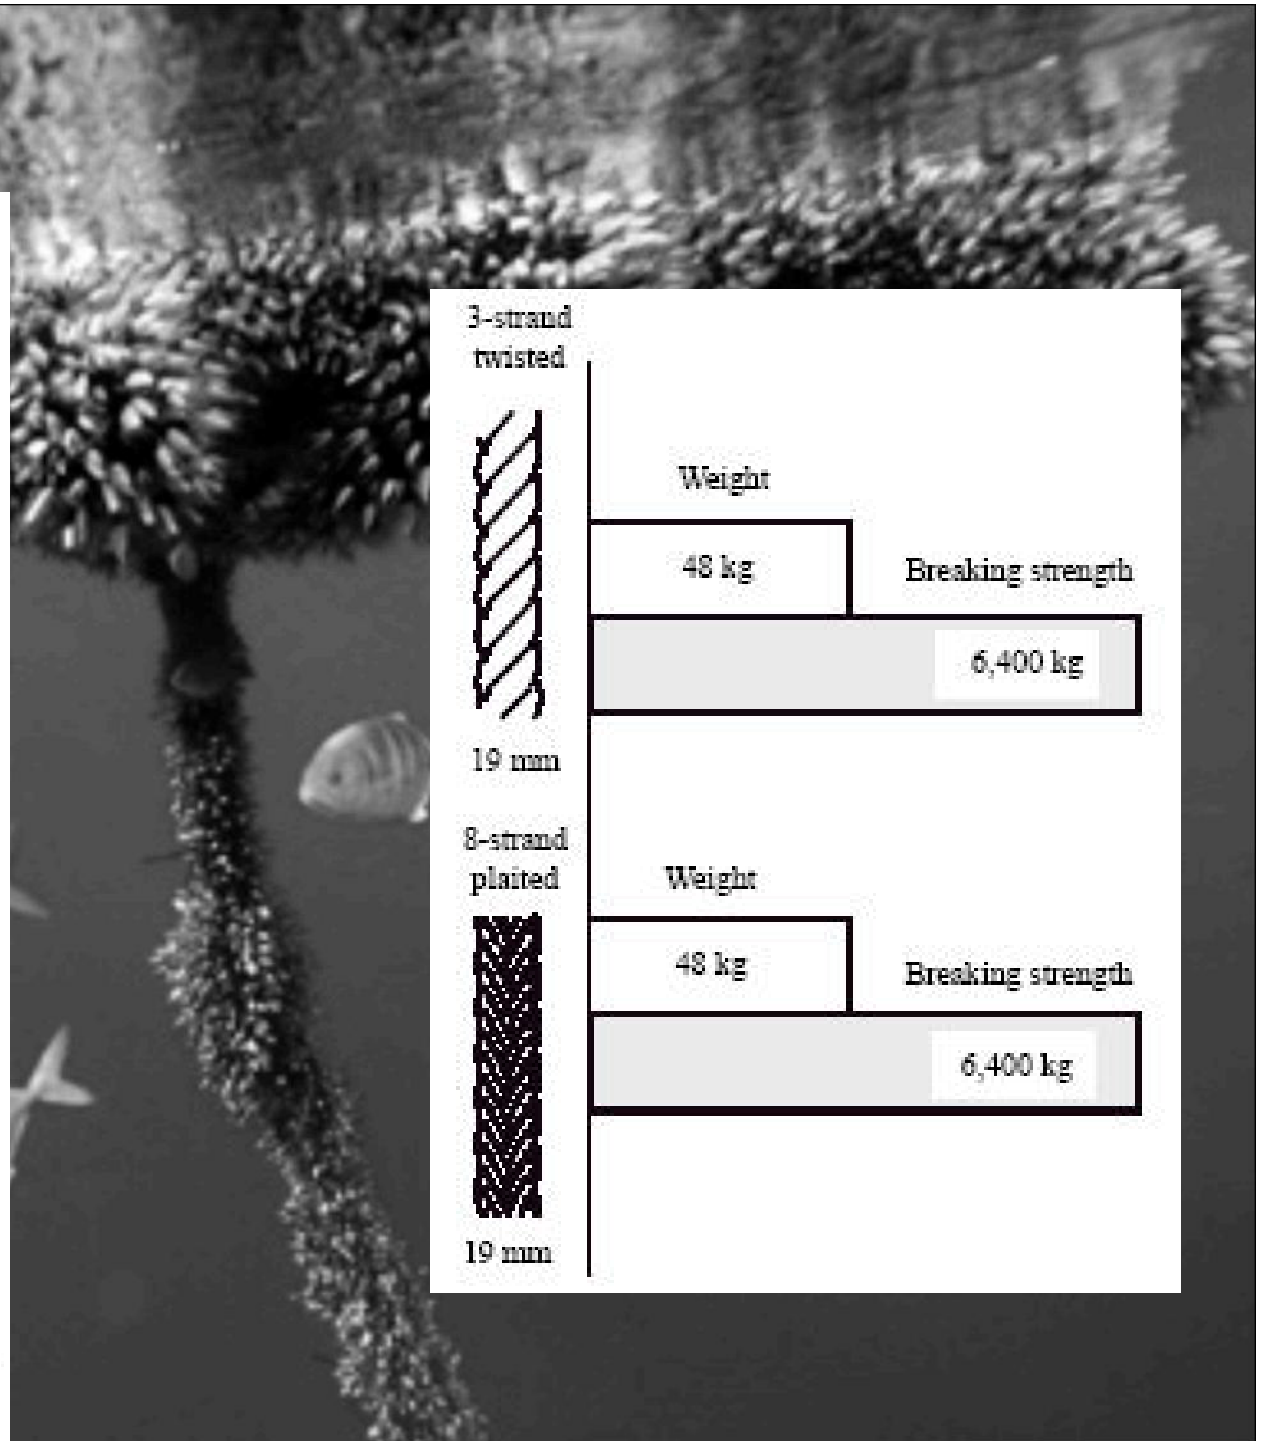 3-strand
twisted
Weight
48 kg
Breaking strength
6,400 kg
19 mm
8-strand
plaited
Weight
48 kg
Breaking strength
6,400 kg
19 mm